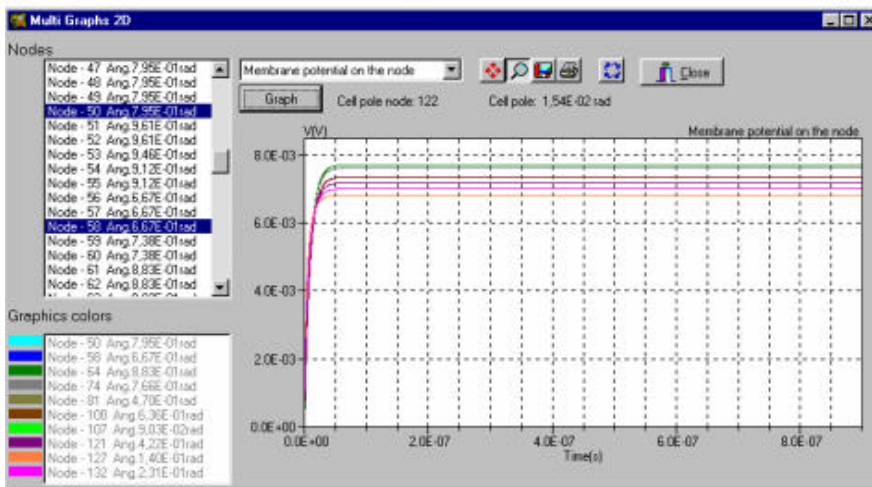 Multi Graphs 2D
Nodes
Node - 47 Ang.7,95E-01rad
Node - 48 Ang.7,95E-01rad
Node - 49 Ang.7,95E-01rad
Node - 50 Ang.7,95E-01rad
Node - 51 Ang.9,61E-01rad
Node - 52 Ang.9,61E-01rad
Node - 53 Ang.9,46E-01rad
Node - 54 Ang.9,12E-01rad
Node - 55 Ang.9,12E-01rad
Node - 56 Ang.6,67E-01rad
Node - 57 Ang.6,67E-01rad
Node - 58 Ang.6,67E-01rad
Node - 59 Ang.7,38E-01rad
Node - 60 Ang.7,38E-01rad
Node - 61 Ang.8,83E-01rad
Node - 62 Ang.8,83E-01rad
Membrane potential on the node
Close
Graph
Cell pole node: 122
Cell pole: 1,54E-02 rad
V(V)
Membrane potential on the node
8.0E-03
6.0E-03
4.0E-03
2.0E-03
0.0E+00
0.0E+00
2.0E-07
4.0E-07
6.0E-07
8.0E-07
Time(s)
Graphics colors
Node - 50 Ang.7,95E-01rad
Node - 58 Ang.6,67E-01rad
Node - 64 Ang.8,83E-01rad
Node - 74 Ang.7,66E-01rad
Node - 81 Ang.4,70E-01rad
Node - 100 Ang.6,36E-01rad
Node - 107 Ang.9,03E-02rad
Node - 121 Ang.4,22E-01rad
Node - 127 Ang.1,40E-01rad
Node - 132 Ang.2,31E-01rad